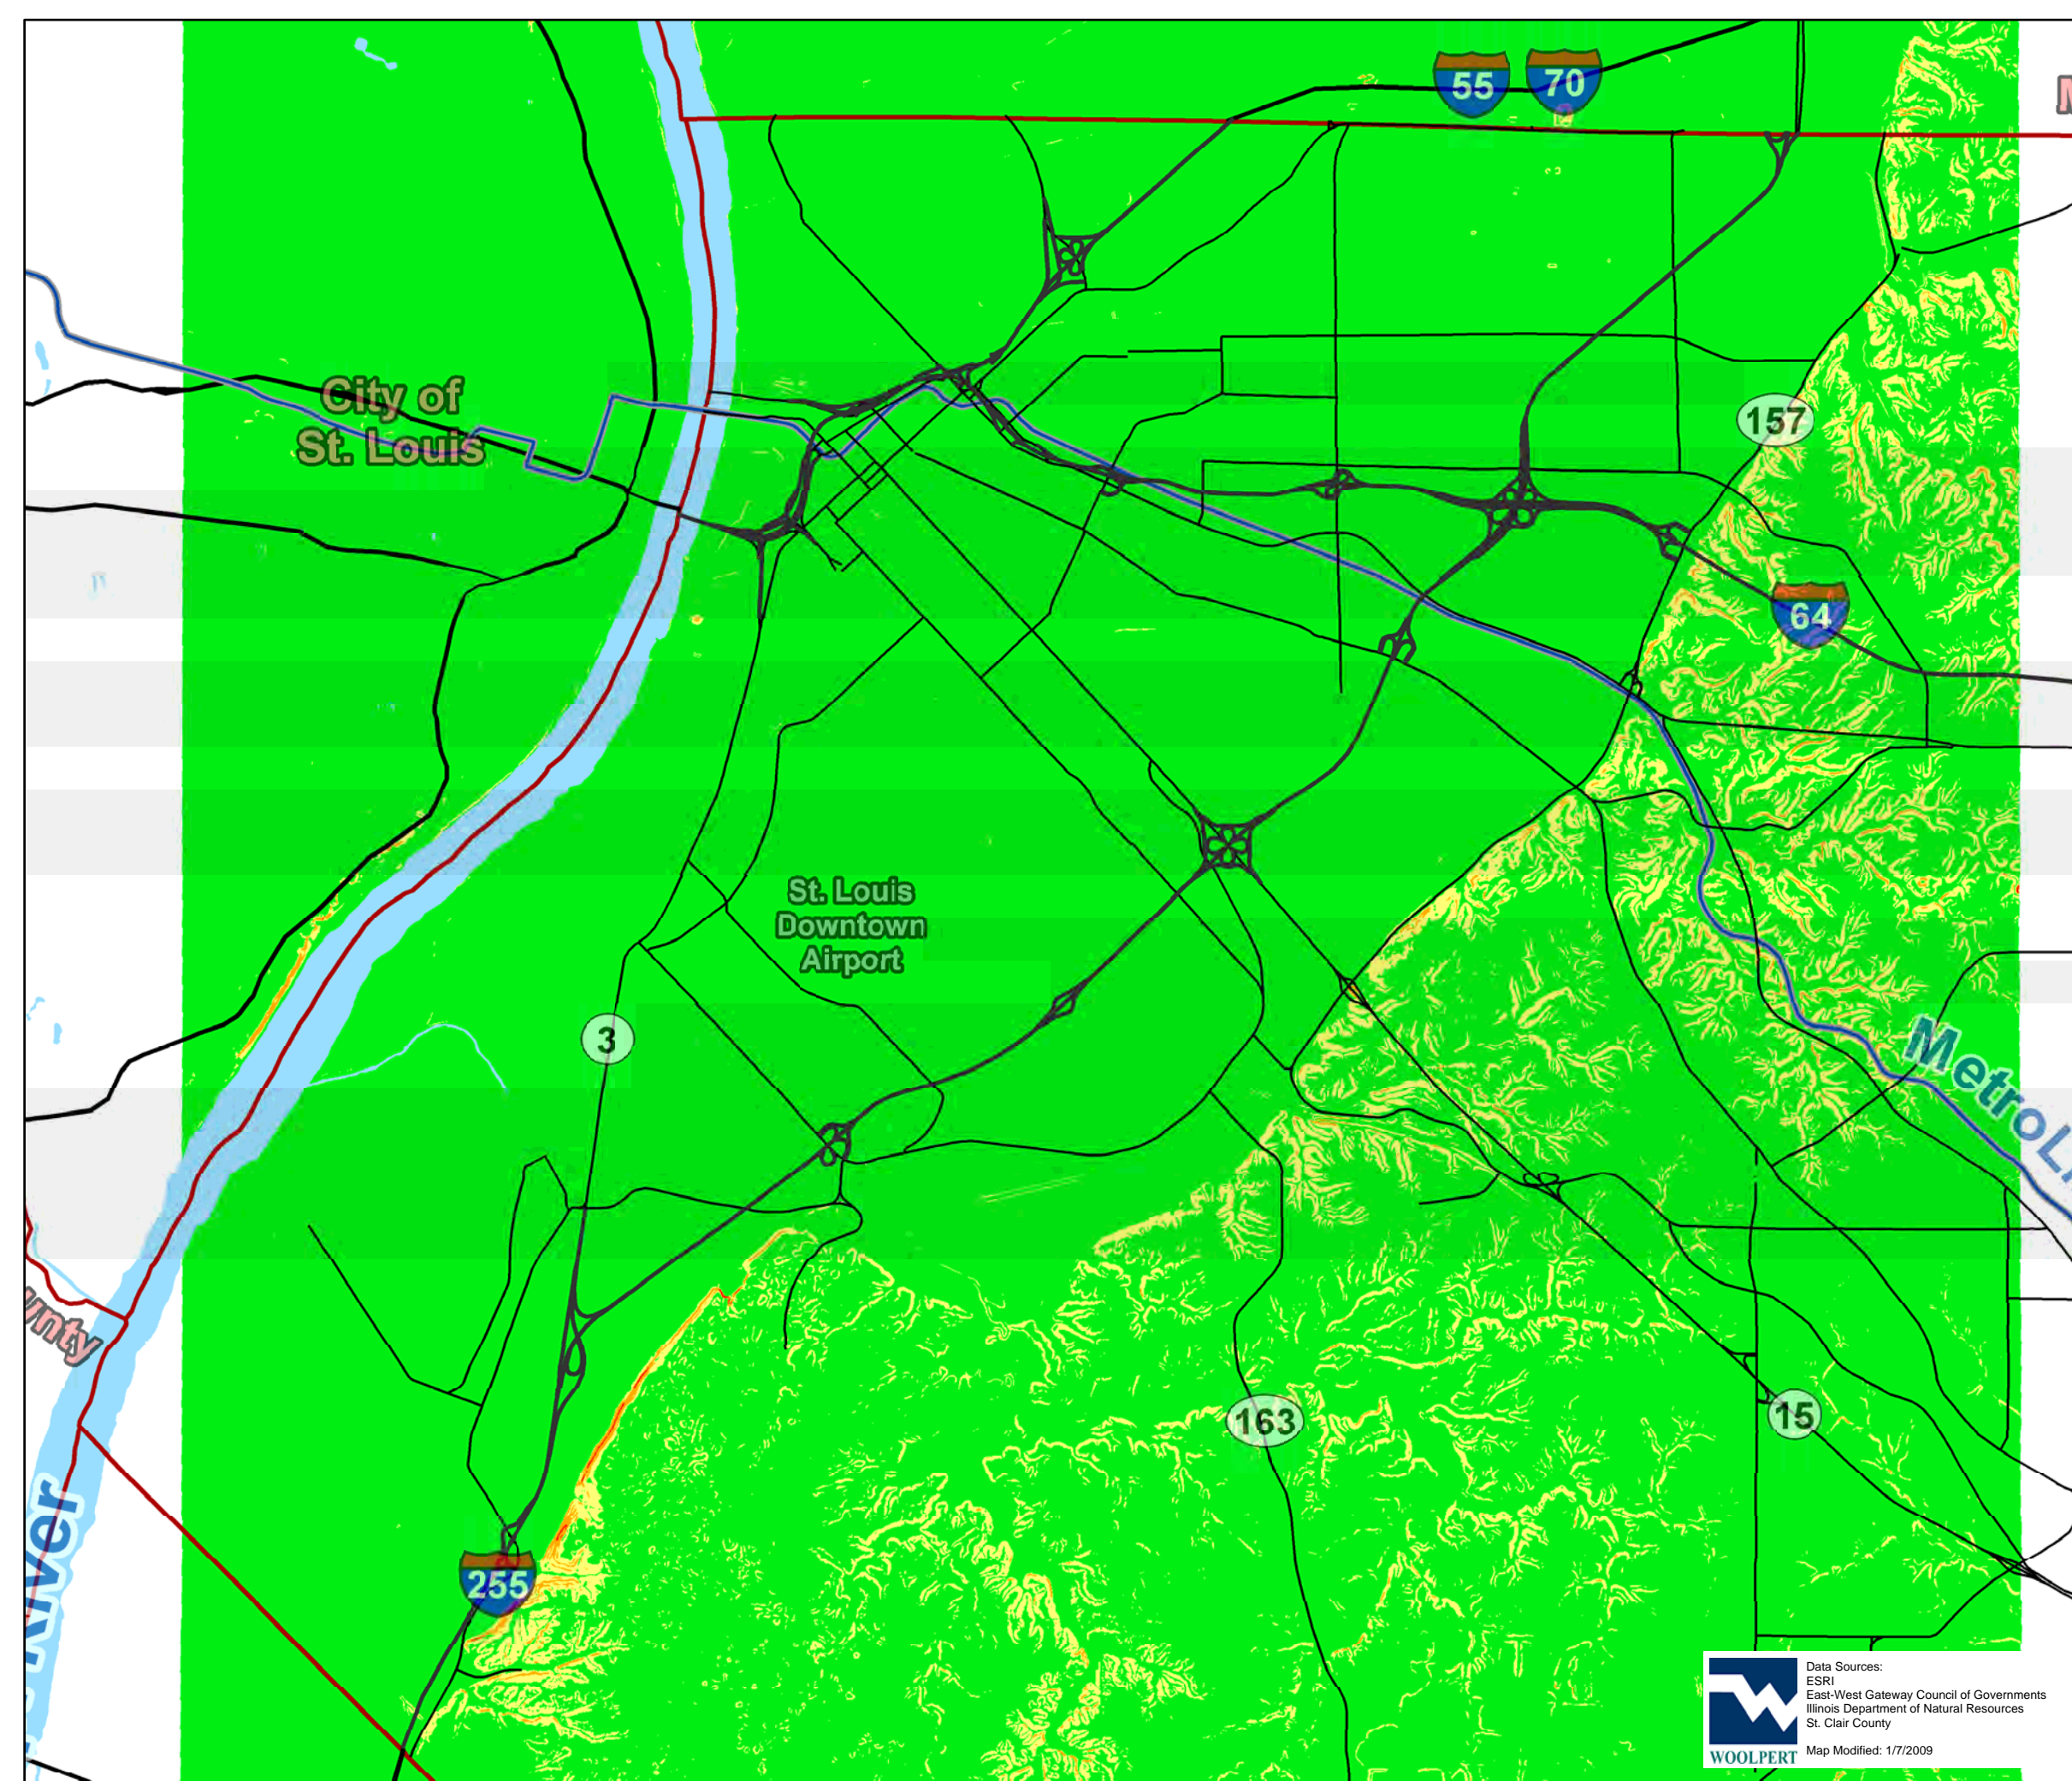 55
70
M
City of
St. Louis
157
64
St. Louis
Downtown
Airport
3
MetroLi
unty
163
15
River
255
Data Sources:
ESRI
East-West Gateway Council of Governments
Illinois Department of Natural Resources
St. Clair County
Map Modified: 1/7/2009
WOOLPERT